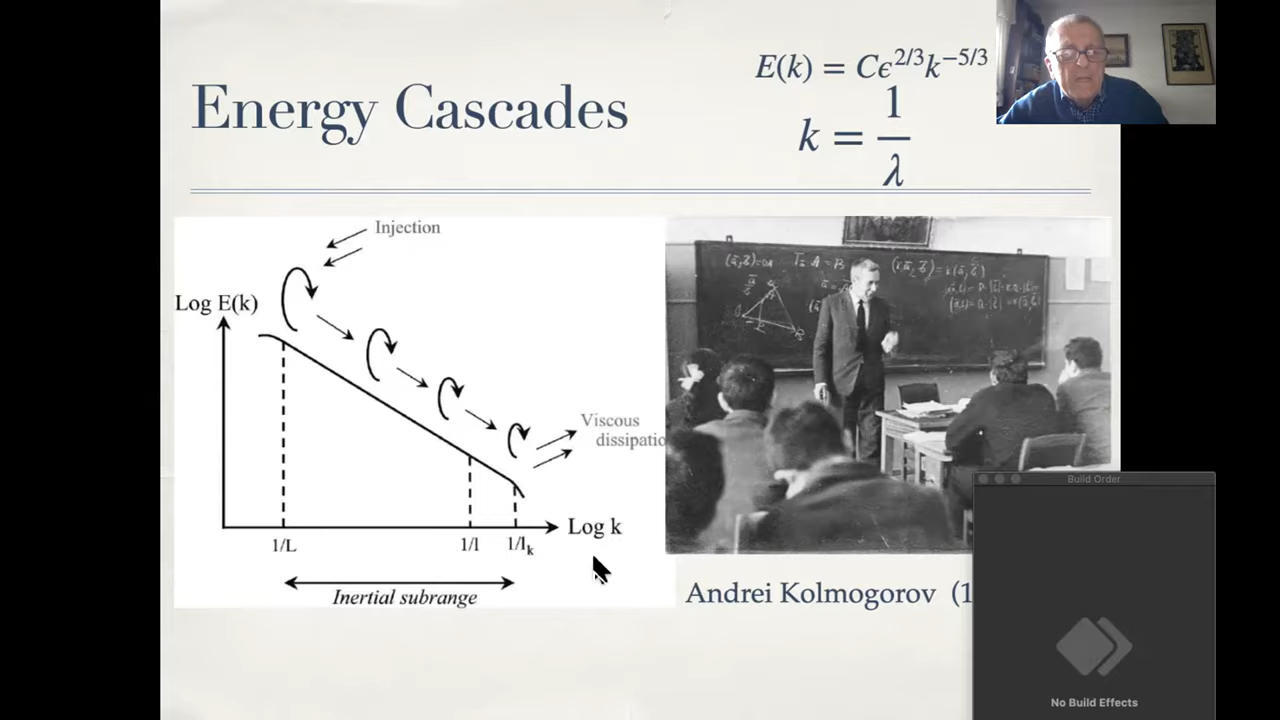 Energy Cascades
E(k) = Cϵ^{2/3}k^{-5/3}
k = 1/λ
Injection
Log E(k)
Viscous
dissipatio
Log k
1/L
1/l
1/l_k
Inertial subrange
Andrei Kolmogorov (1
Build Order
No Build Effects